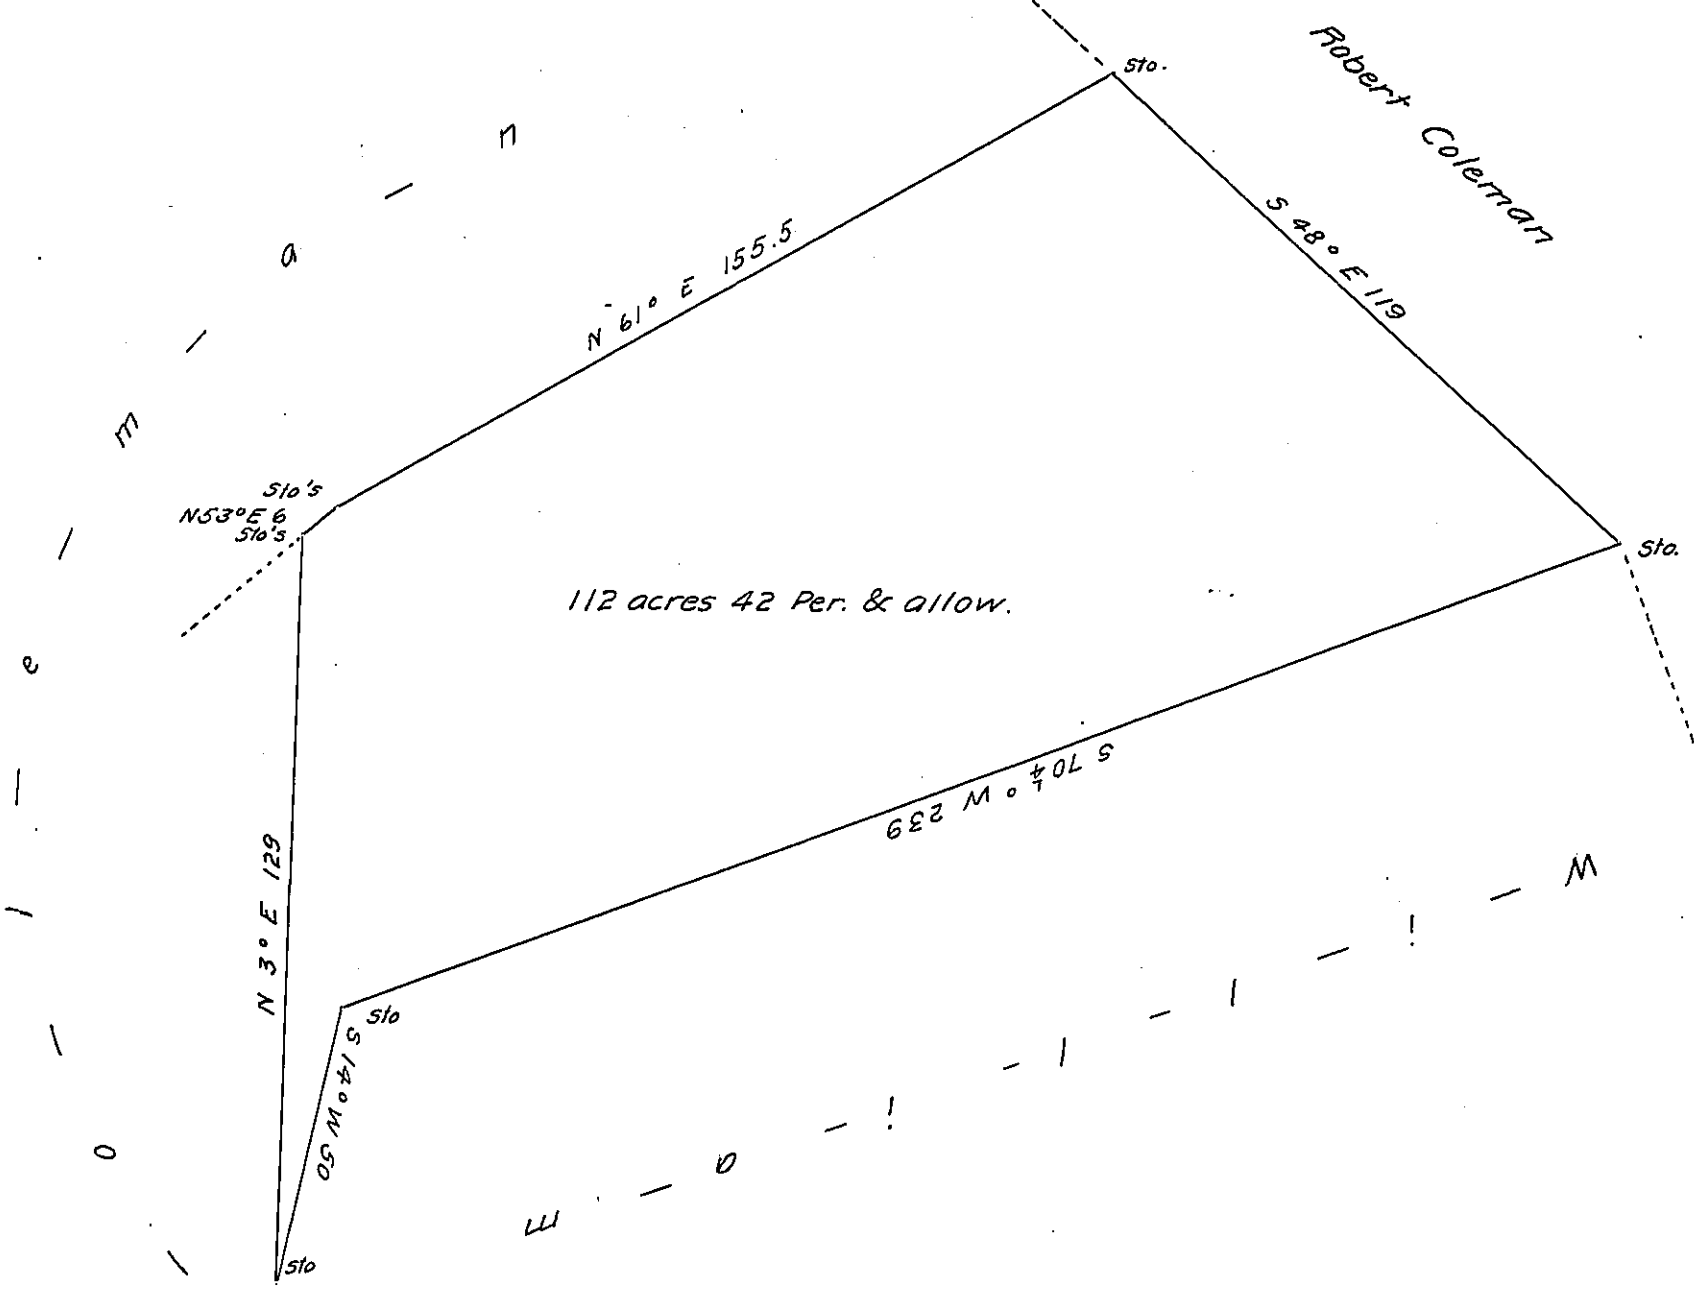 Sto.
Robert Coleman
S 48° E 119
N 61° E 155.5
Sto's
N53°E 6
Sto's
Sto.
112 acres 42 Per. & allow.
S 70¼° W 239
N 3° E 129
Sto
S 14° W 50
Sto
W - i - l - l - i - a - m
o - l - e - m - a - n